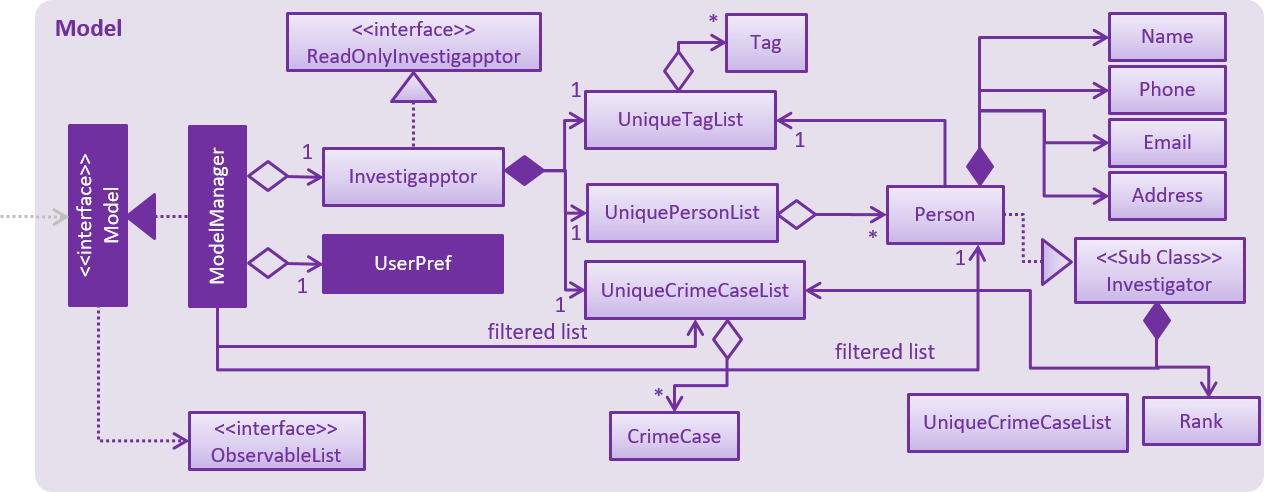 Model
<<interface>>
ReadOnlyInvestigapptor
*
Tag
Name
Phone
Email
Address
1
UniqueTagList
1
<<interface>>
Model
ModelManager
1
Investigapptor
UniquePersonList
1
*
Person
1
UserPref
1
UniqueCrimeCaseList
1
<<Sub Class>>
Investigator
filtered list
filtered list
*
CrimeCase
<<interface>>
ObservableList
UniqueCrimeCaseList
Rank